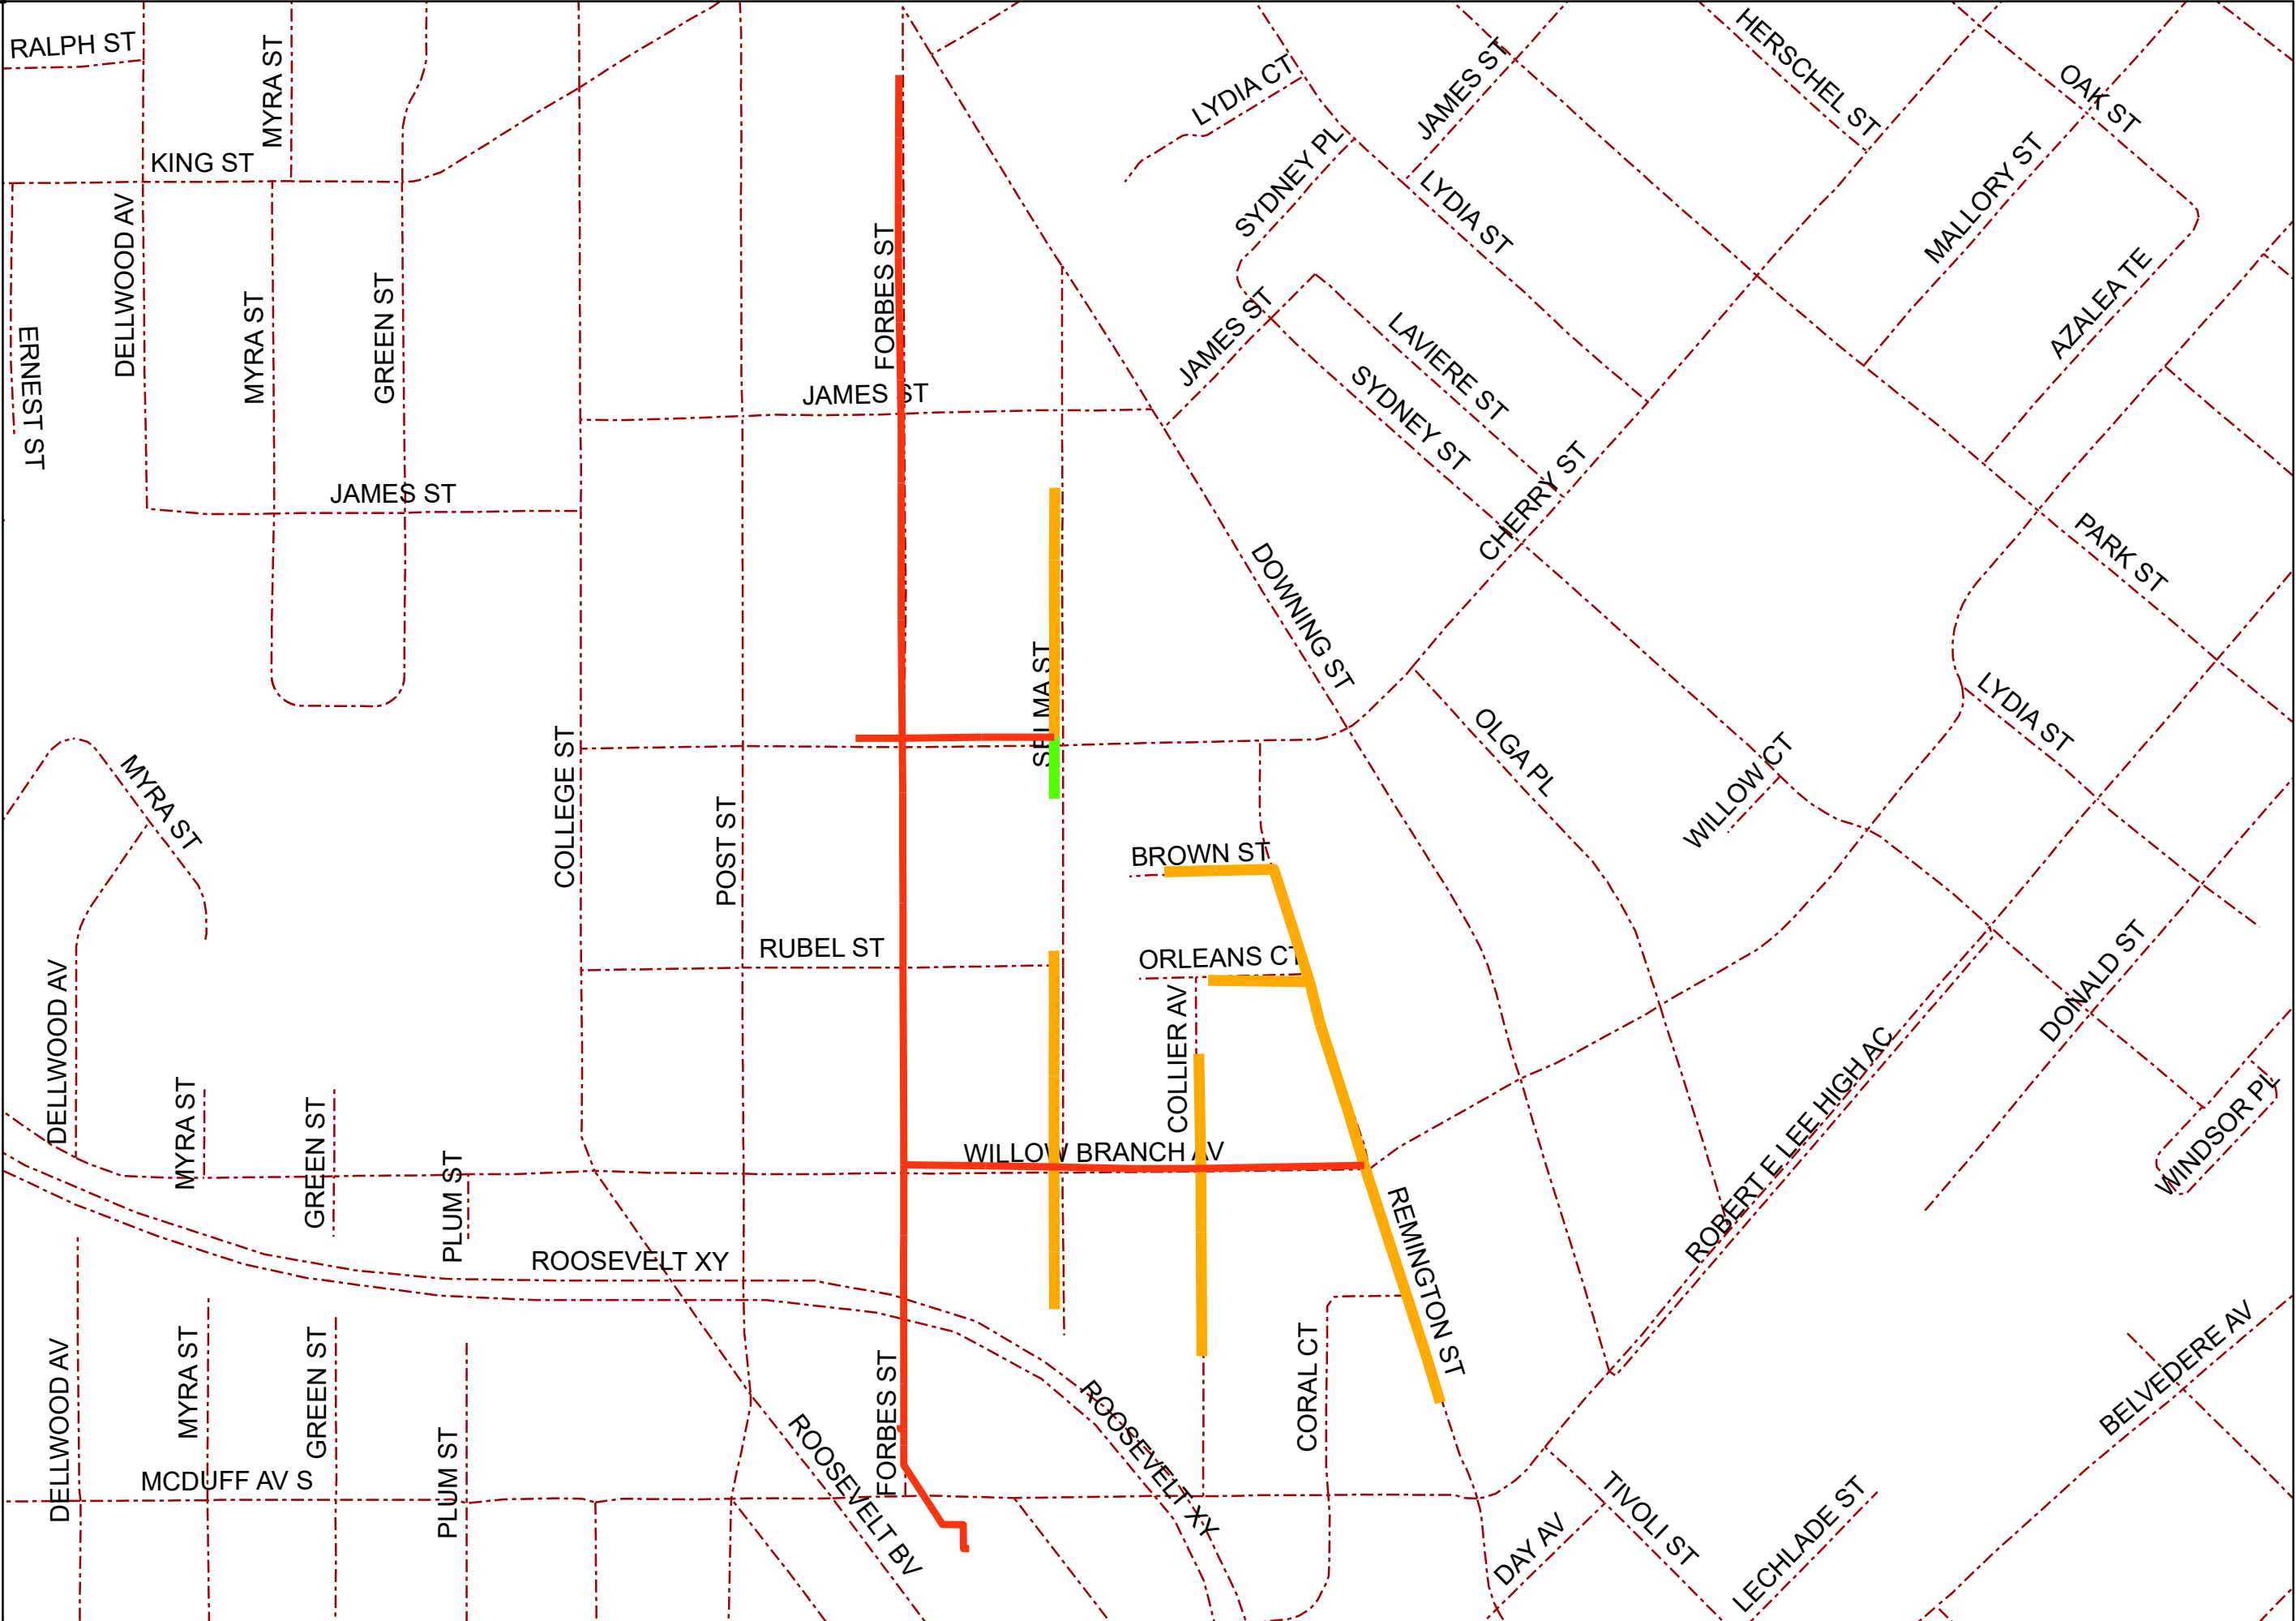 RALPH ST
MYRA ST
KING ST
DELLWOOD AV
MYRA ST
GREEN ST
ERNEST ST
JAMES ST
FORBES ST
JAMES ST
LYDIA CT
SYDNEY PL
JAMES ST
HERSCHEL ST
OAK ST
LYDIA ST
MALLORY ST
AZALEA TE
JAMES ST
LAVIERE ST
SYDNEY ST
CHERRY ST
PARK ST
DOWNING ST
SELMA ST
MYRA ST
COLLEGE ST
POST ST
OLGA PL
WILLOW CT
LYDIA ST
BROWN ST
RUBEL ST
ORLEANS CT
COLLIER AV
DONALD ST
DELLWOOD AV
MYRA ST
GREEN ST
PLUM ST
WILLOW BRANCH AV
REMINGTON ST
ROBERT E LEE HIGH AC
WINDSOR PL
ROOSEVELT XY
DELLWOOD AV
MYRA ST
GREEN ST
PLUM ST
MCDUFF AV S
ROOSEVELT BV
FORBES ST
ROOSEVELT XY
CORAL CT
BELVEDERE AV
TIVOLI ST
DAY AV
LECHLADE ST